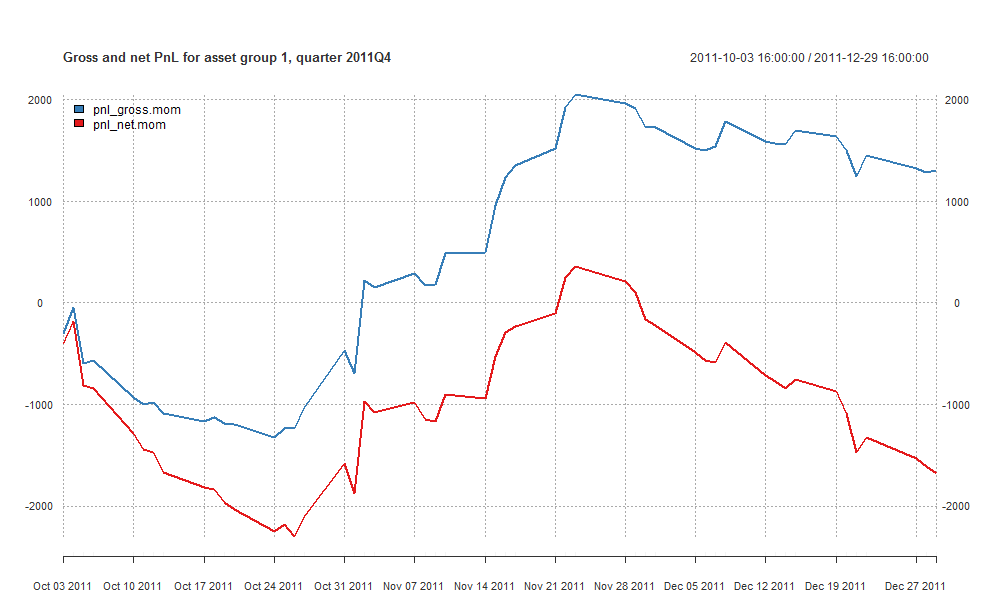 Gross and net PnL for asset group 1, quarter 2011Q4
2011-10-03 16:00:00 / 2011-12-29 16:00:00
pnl_gross.mom
pnl_net.mom
2000 2000
1000 1000
0 0
-1000 -1000
-2000 -2000
Oct 03 2011 Oct 10 2011 Oct 17 2011 Oct 24 2011 Oct 31 2011 Nov 07 2011 Nov 14 2011 Nov 21 2011 Nov 28 2011 Dec 05 2011 Dec 12 2011 Dec 19 2011 Dec 27 2011